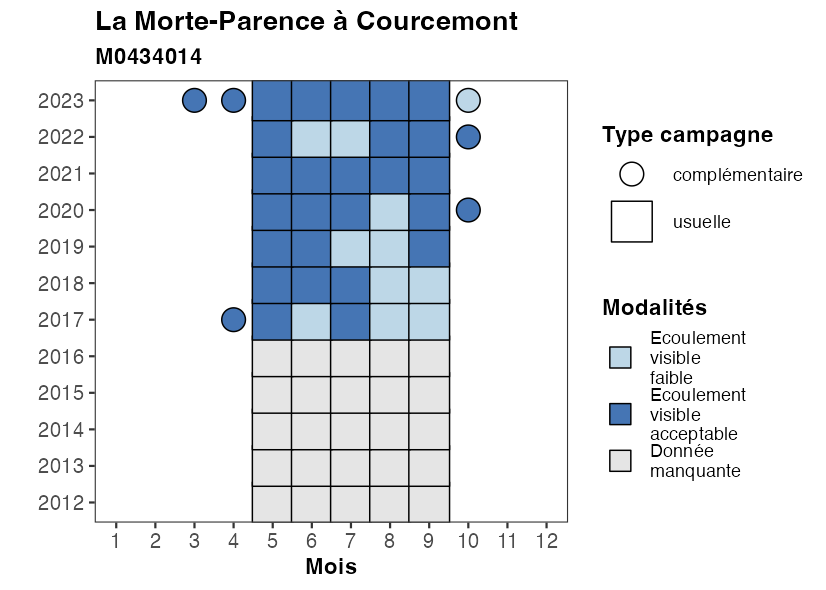 La Morte-Parence à Courcemont
M0434014
2023
2022
2021
2020
2019
2018
2017
2016
2015
2014
2013
2012
1 2 3 4 5 6 7 8 9 10 11 12
Mois
Type campagne
complémentaire
usuelle
Modalités
Ecoulement
visible
faible
Ecoulement
visible
acceptable
Donnée
manquante